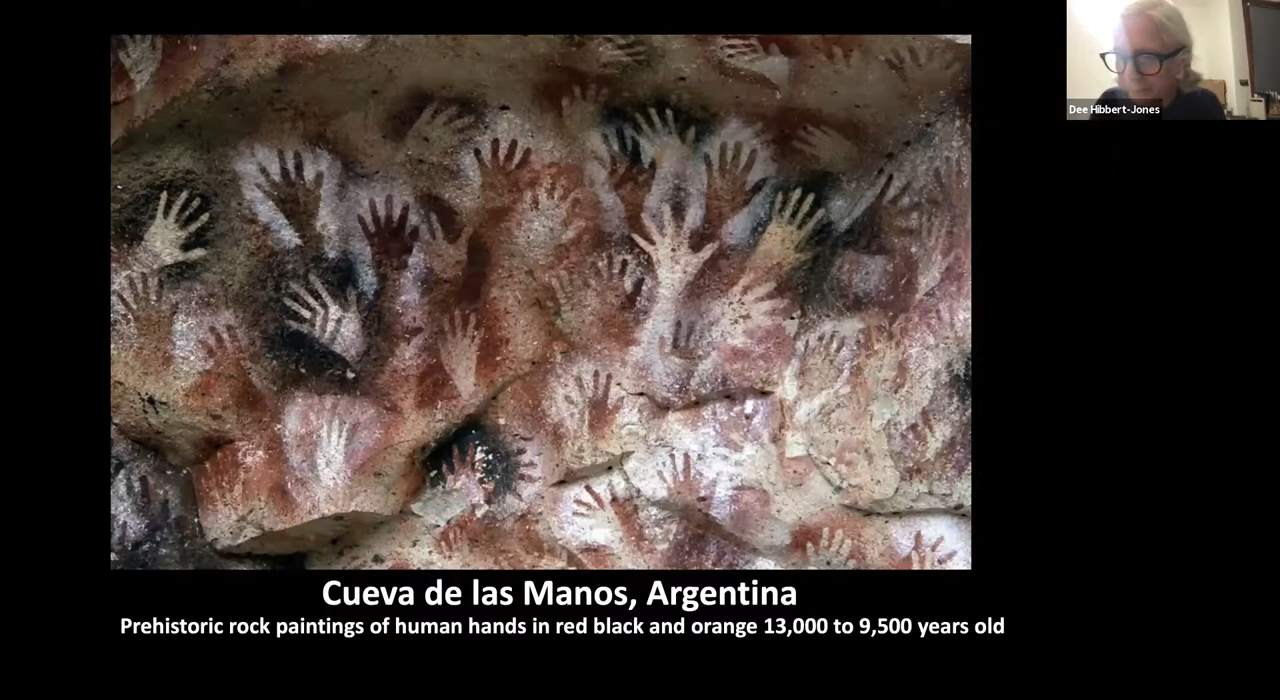 Dee Hibbert-Jones
Cueva de las Manos, Argentina
Prehistoric rock paintings of human hands in red black and orange 13,000 to 9,500 years old